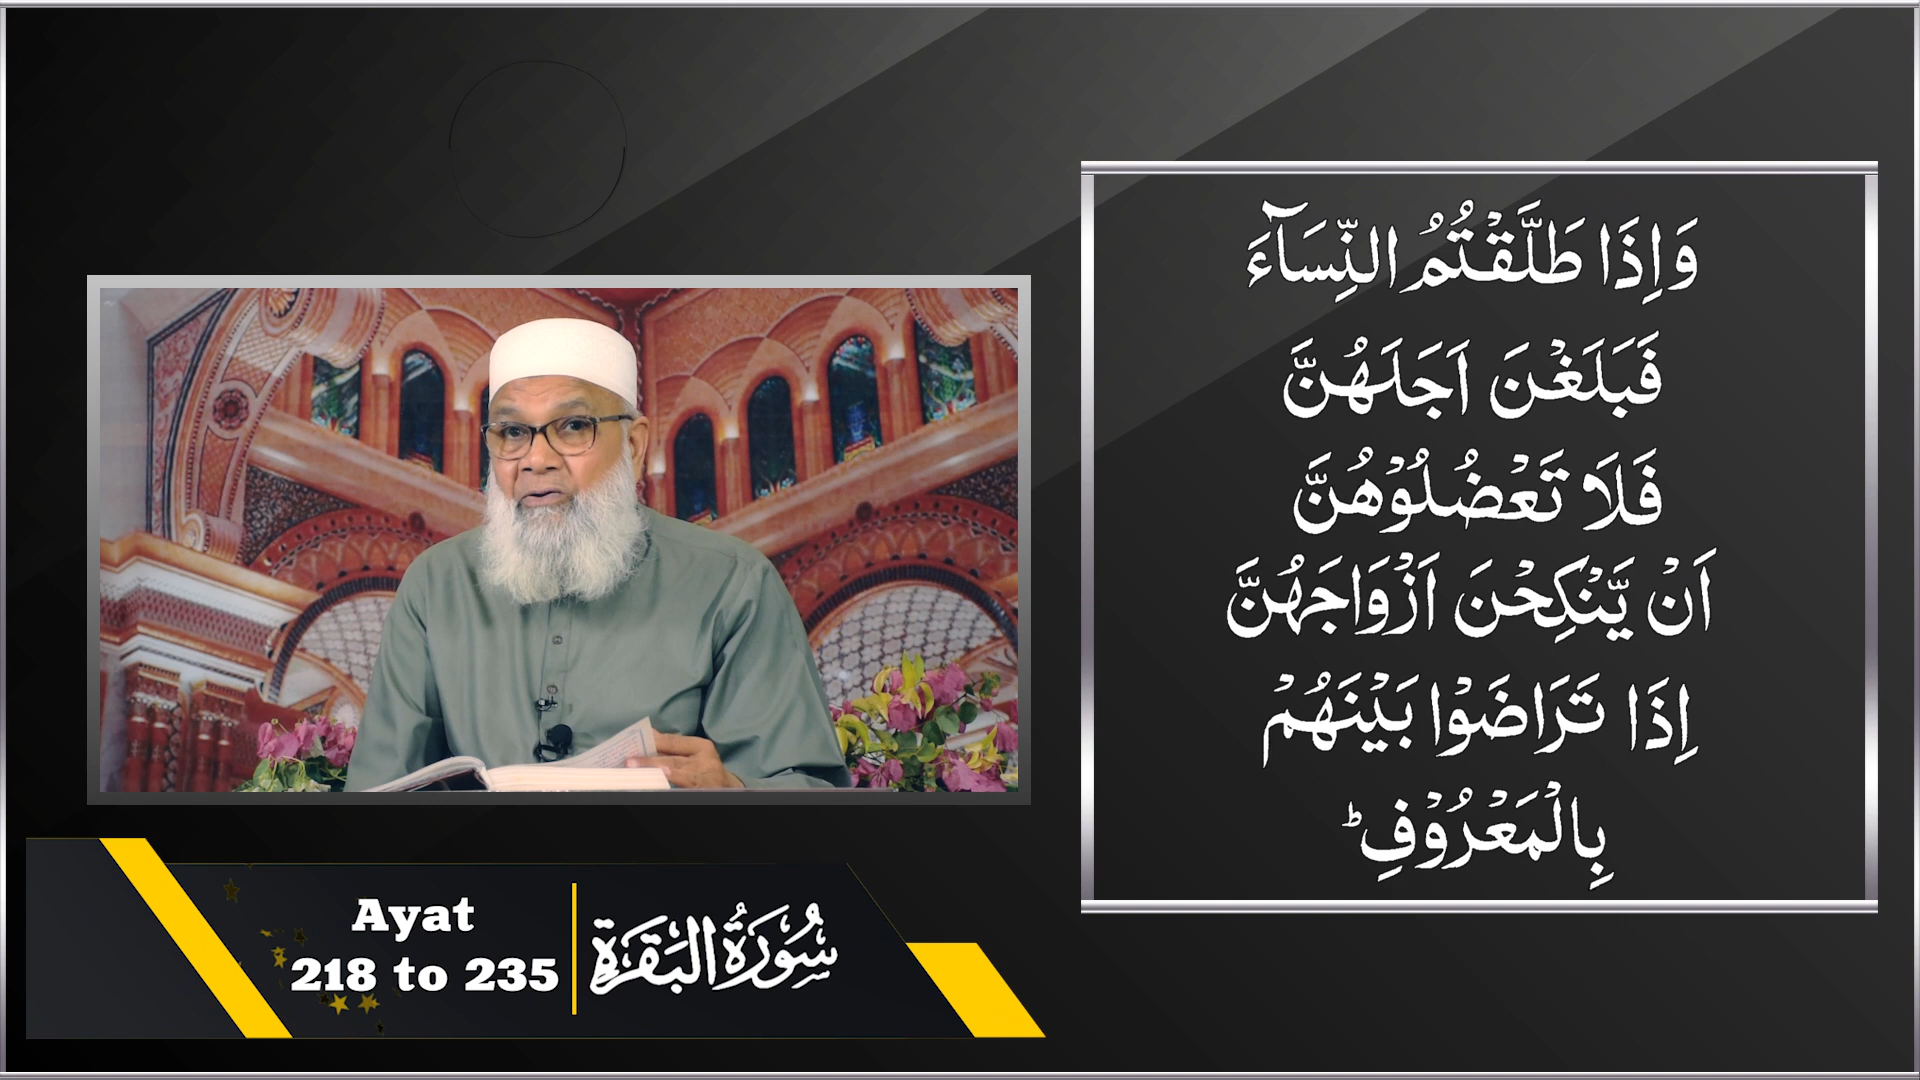 وَاِذَا طَلَّقْتُمُ النِّسَآءَ
فَبَلَغْنَ اَجَلَهُنَّ
فَلَا تَعْضُلُوْهُنَّ
اَنْ يَّنْكِحْنَ اَزْوَاجَهُنَّ
اِذَا تَرَاضَوْا بَيْنَهُمْ
بِالْمَعْرُوْفِ ؕ
Ayat
218 to 235
سُوْرَةُ الْبَقَرَةِ